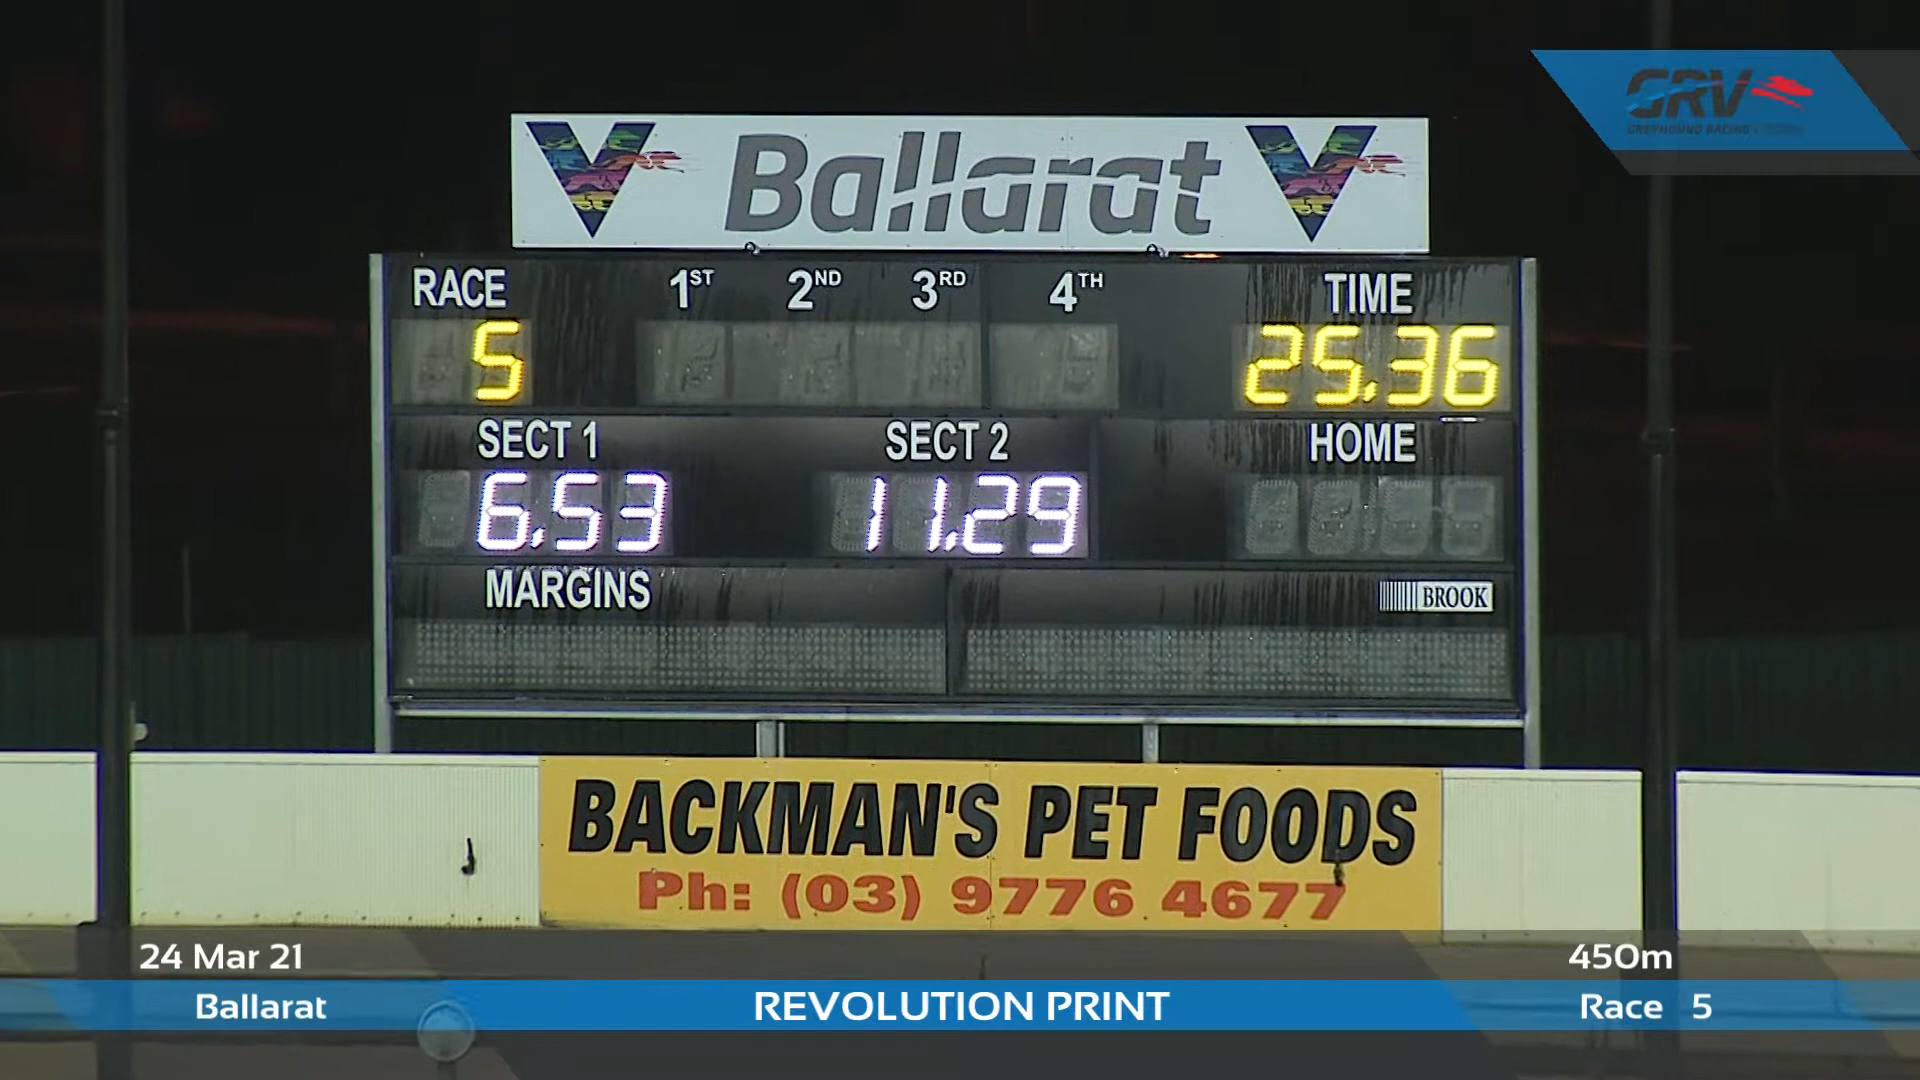 GRV
GREYHOUND RACING
Ballarat
RACE 1ST 2ND 3RD 4TH TIME
5 25.36
SECT 1 SECT 2 HOME
6.53 11.29
MARGINS BROOK
BACKMAN'S PET FOODS
Ph: (03) 9776 4677
24 Mar 21 450m
Ballarat REVOLUTION PRINT Race 5